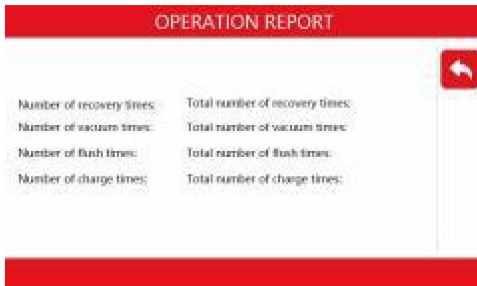 OPERATION REPORT
Number of recovery times: Total number of recovery times:
Number of vacuum times: Total number of vacuum times:
Number of flush times: Total number of flush times:
Number of charge times: Total number of charge times: